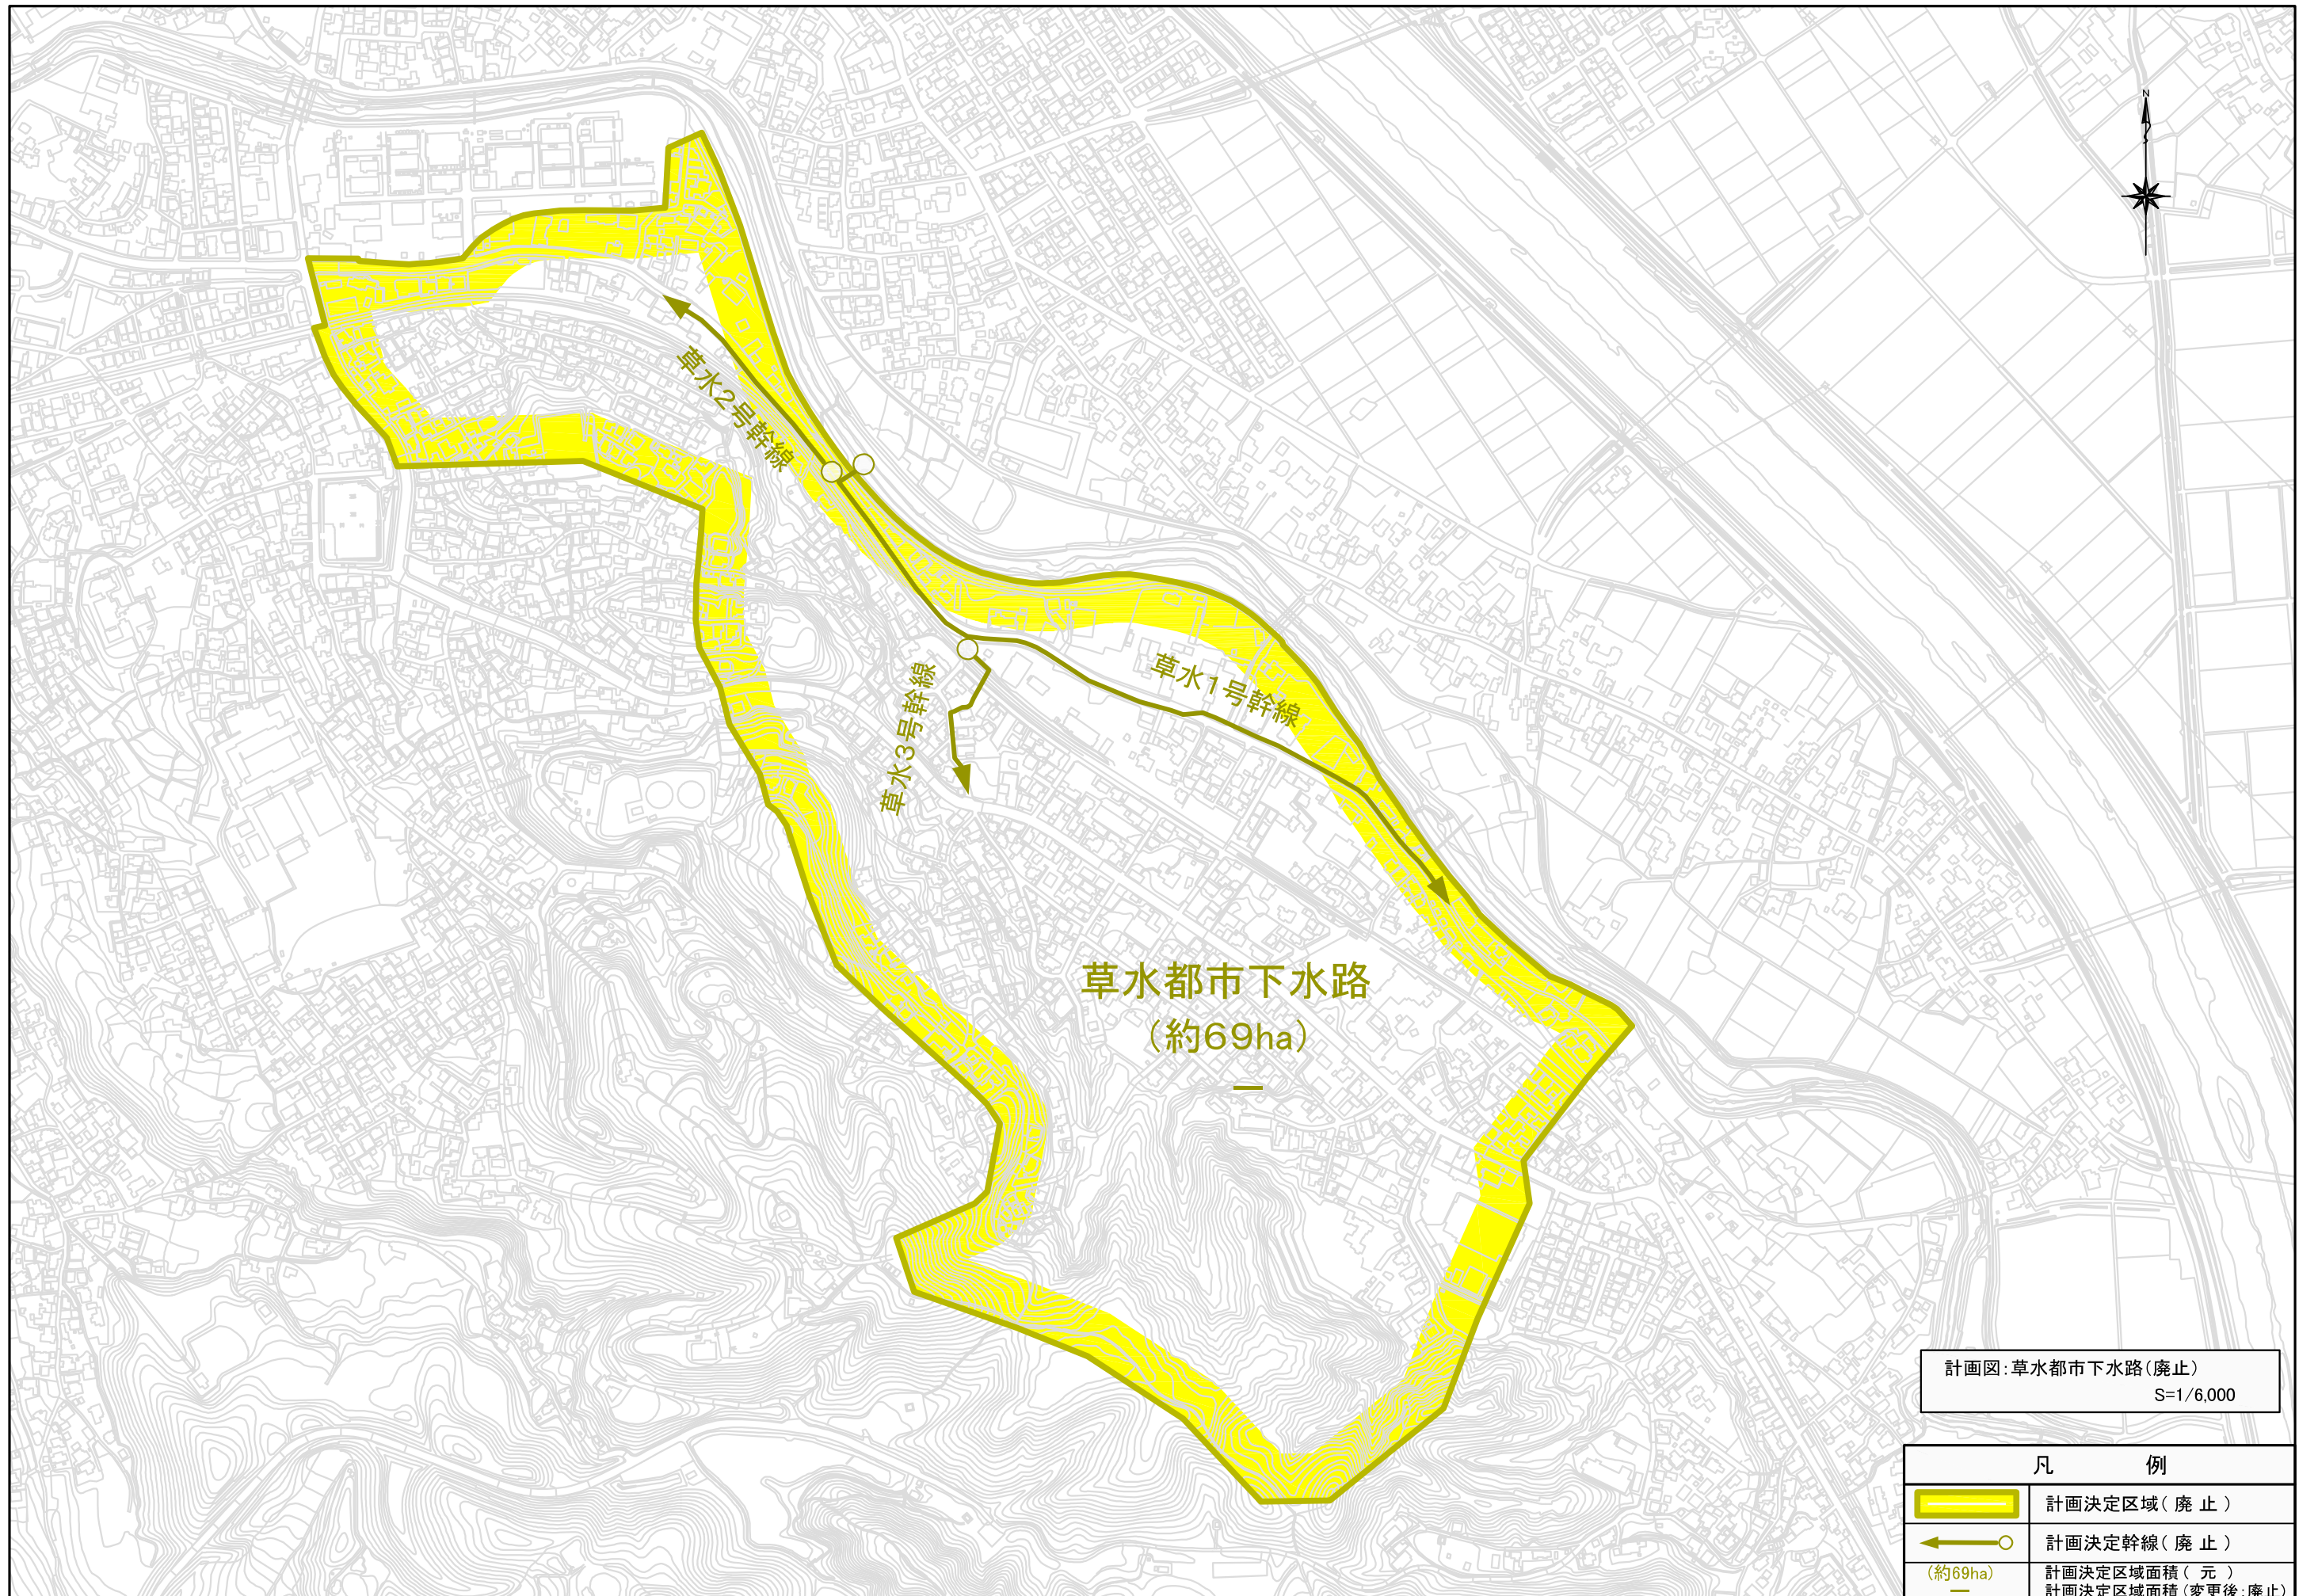 N
草水2号幹線
草水1号幹線
草水3号幹線
草水都市下水路
(約69ha)
―
計画図:草水都市下水路(廃止)
S=1/6,000
凡 例
計画決定区域( 廃 止 )
計画決定幹線( 廃 止 )
(約69ha) 計画決定区域面積( 元 )
― 計画決定区域面積(変更後:廃止)